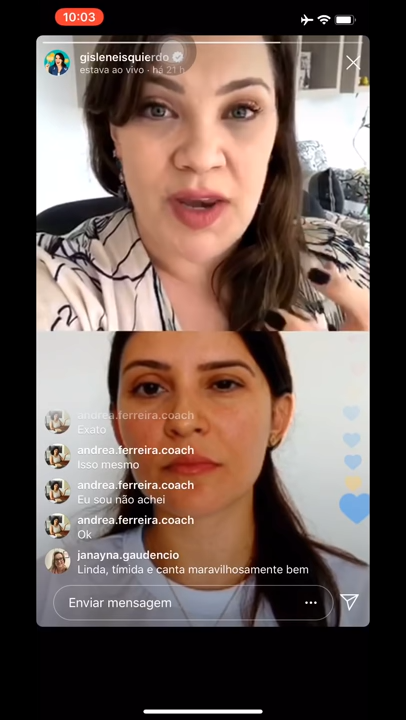 10:03
gisleneisquierdo
estava ao vivo · há 21 h
andrea.ferreira.coach
Exato
andrea.ferreira.coach
Isso mesmo
andrea.ferreira.coach
Eu sou não achei
andrea.ferreira.coach
Ok
janayna.gaudencio
Linda, tímida e canta maravilhosamente bem
Enviar mensagem